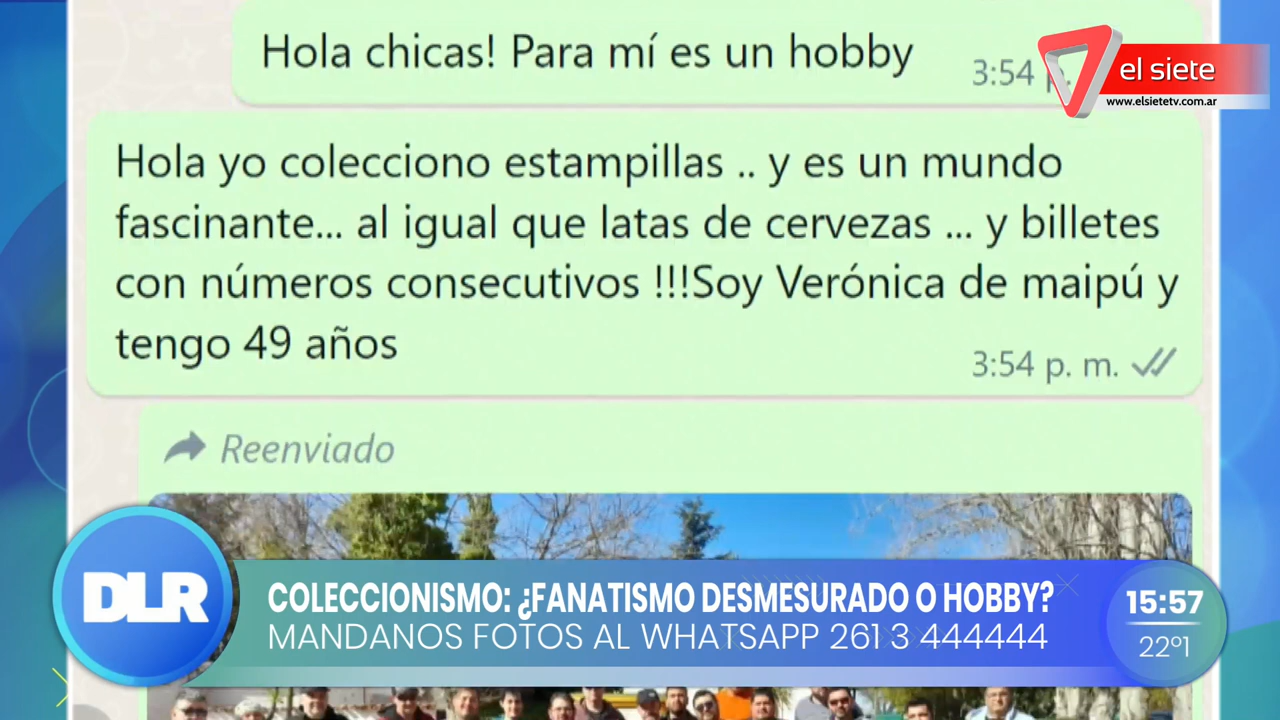 Hola chicas! Para mí es un hobby
3:54 p.
el siete
www.elsietetv.com.ar
Hola yo colecciono estampillas .. y es un mundo
fascinante... al igual que latas de cervezas ... y billetes
con números consecutivos !!!Soy Verónica de maipú y
tengo 49 años
3:54 p. m.
Reenviado
DLR
COLECCIONISMO: ¿FANATISMO DESMESURADO O HOBBY?
MANDANOS FOTOS AL WHATSAPP 261 3 444444
15:57
22º1